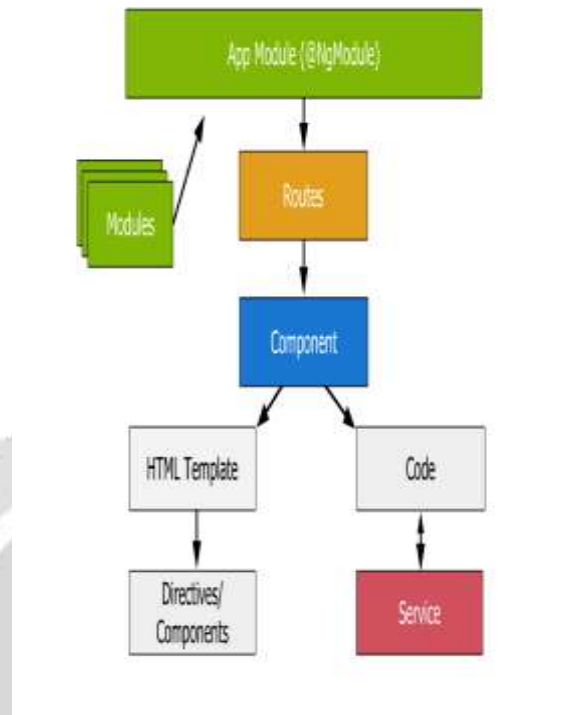 App Module (@NgModule)
Modules
Routes
Component
HTML Template
Code
Directives/
Components
Service